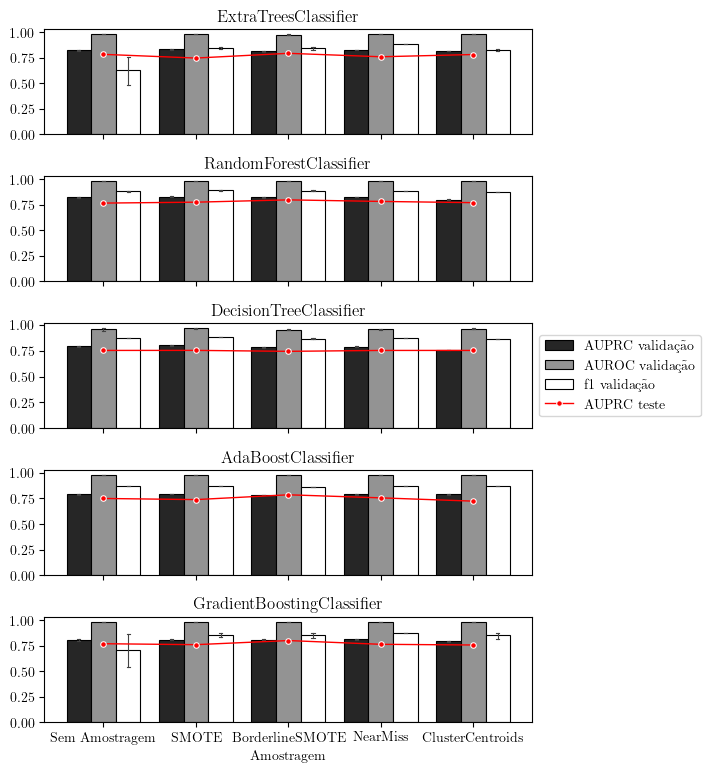 ExtraTreesClassifier
1.00
0.75
0.50
0.25
0.00
RandomForestClassifier
1.00
0.75
0.50
0.25
0.00
DecisionTreeClassifier
1.00
0.75
0.50
0.25
0.00
AUPRC validação
AUROC validação
f1 validação
AUPRC teste
AdaBoostClassifier
1.00
0.75
0.50
0.25
0.00
GradientBoostingClassifier
1.00
0.75
0.50
0.25
0.00
Sem Amostragem SMOTE BorderlineSMOTE NearMiss ClusterCentroids
Amostragem